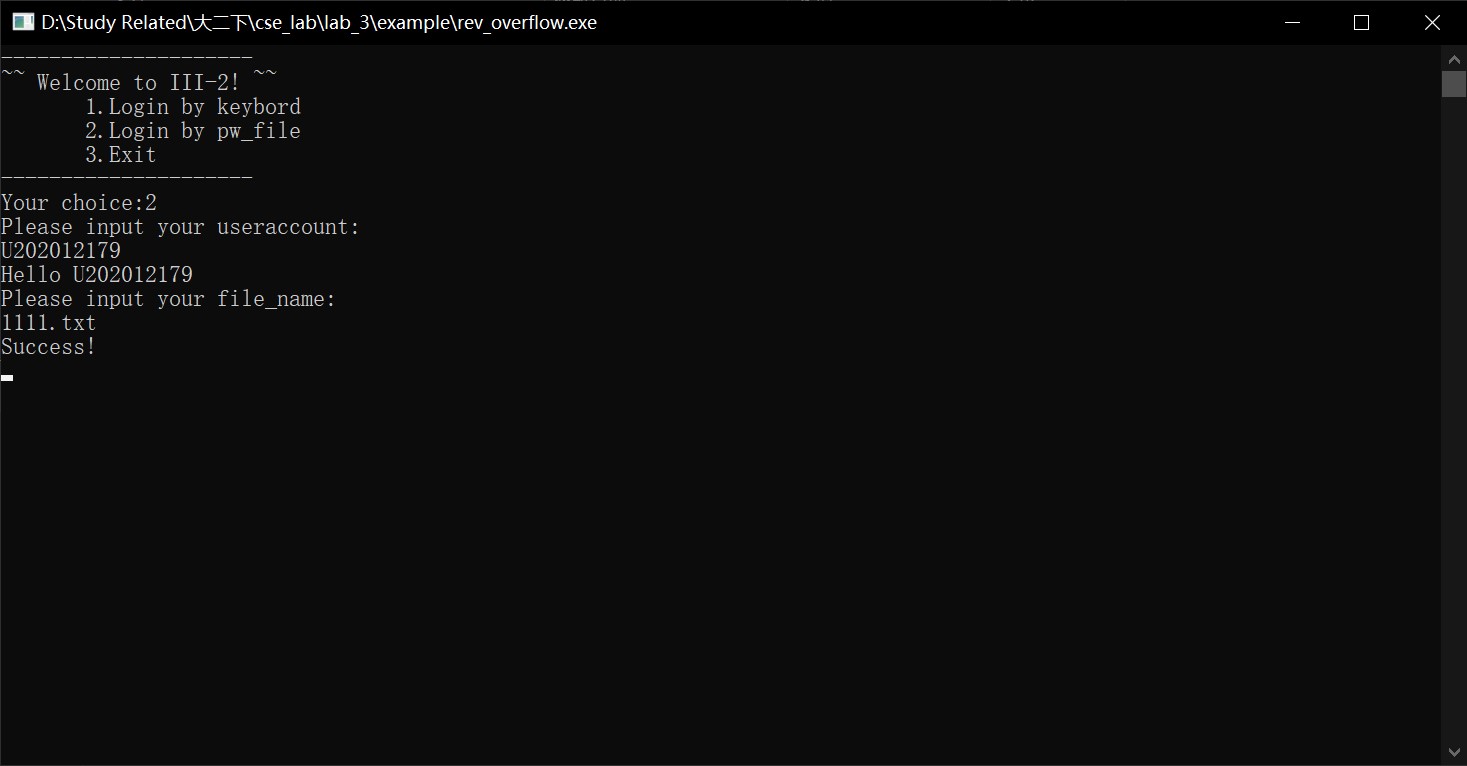 D:\Study Related\大二下\cse_lab\lab_3\example\rev_overflow.exe
---------------------
~~ Welcome to III-2! ~~
1.Login by keybord
2.Login by pw_file
3.Exit
---------------------
Your choice:2
Please input your useraccount:
U202012179
Hello U202012179
Please input your file_name:
1111.txt
Success!